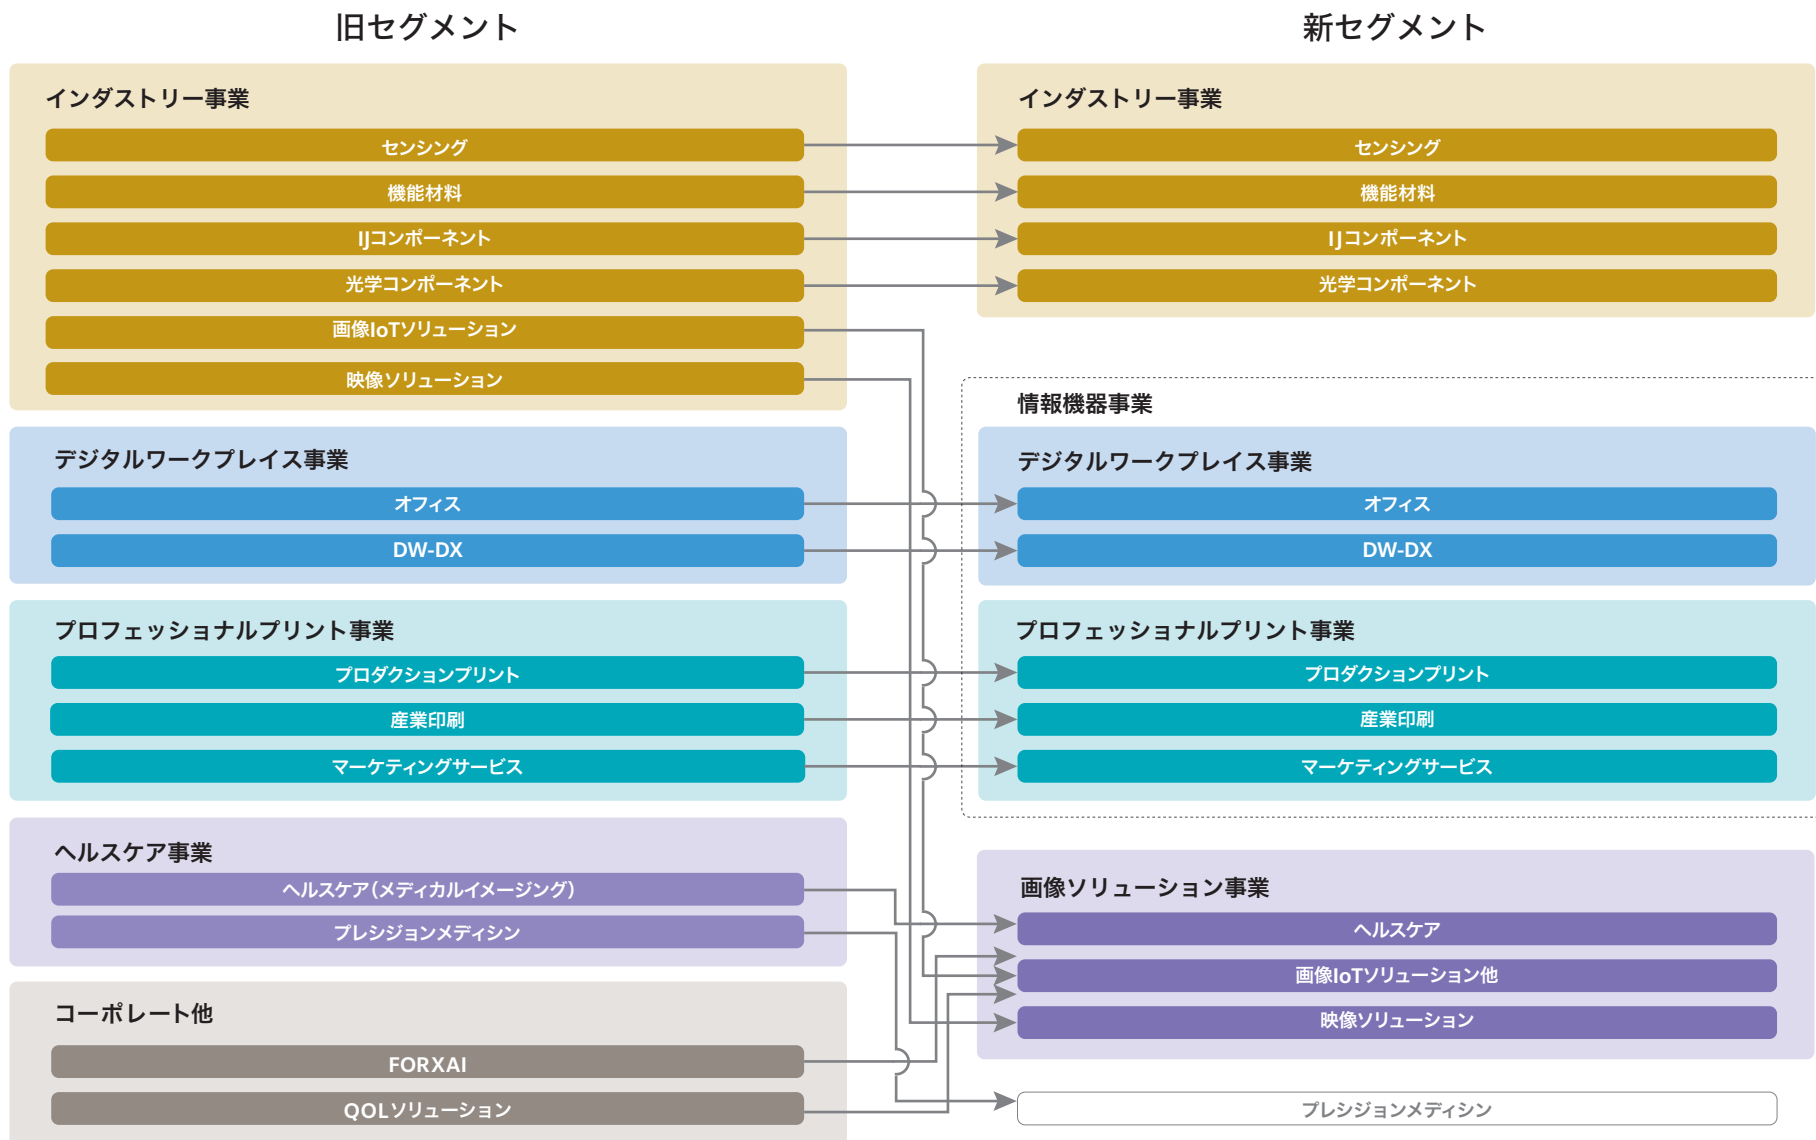 旧セグメント
インダストリー事業
センシング
機能材料
IJコンポーネント
光学コンポーネント
画像IoTソリューション
映像ソリューション
デジタルワークプレイス事業
オフィス
DW-DX
プロフェッショナルプリント事業
プロダクションプリント
産業印刷
マーケティングサービス
ヘルスケア事業
ヘルスケア（メディカルイメージング）
プレシジョンメディシン
コーポレート他
FORXAI
QOLソリューション
新セグメント
インダストリー事業
センシング
機能材料
IJコンポーネント
光学コンポーネント
情報機器事業
デジタルワークプレイス事業
オフィス
DW-DX
プロフェッショナルプリント事業
プロダクションプリント
産業印刷
マーケティングサービス
画像ソリューション事業
ヘルスケア
画像IoTソリューション他
映像ソリューション
プレシジョンメディシン